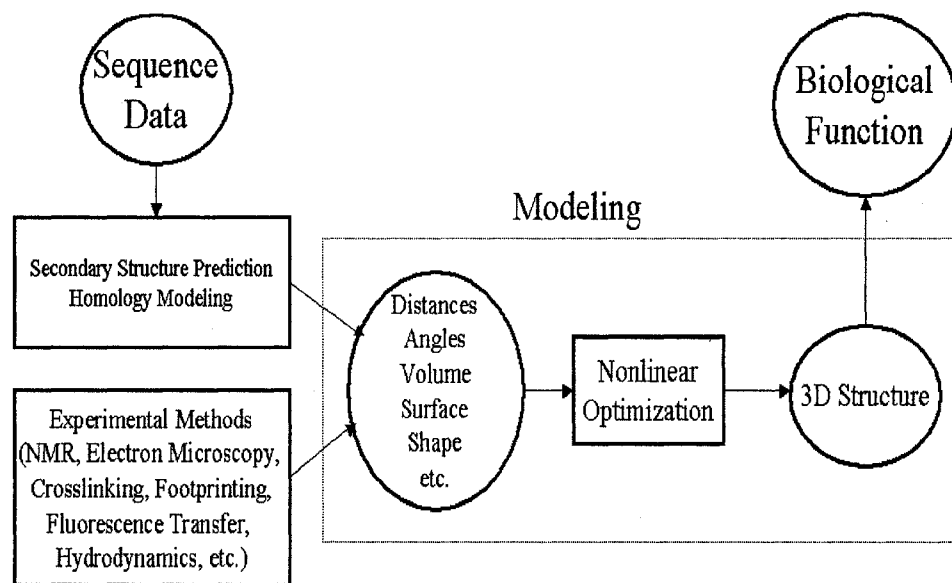 Sequence
Data
Secondary Structure Prediction
Homology Modeling
Experimental Methods
(NMR, Electron Microscopy,
Crosslinking, Footprinting,
Fluorescence Transfer,
Hydrodynamics, etc.)
Modeling
Distances
Angles
Volume
Surface
Shape
etc.
Nonlinear
Optimization
3D Structure
Biological
Function